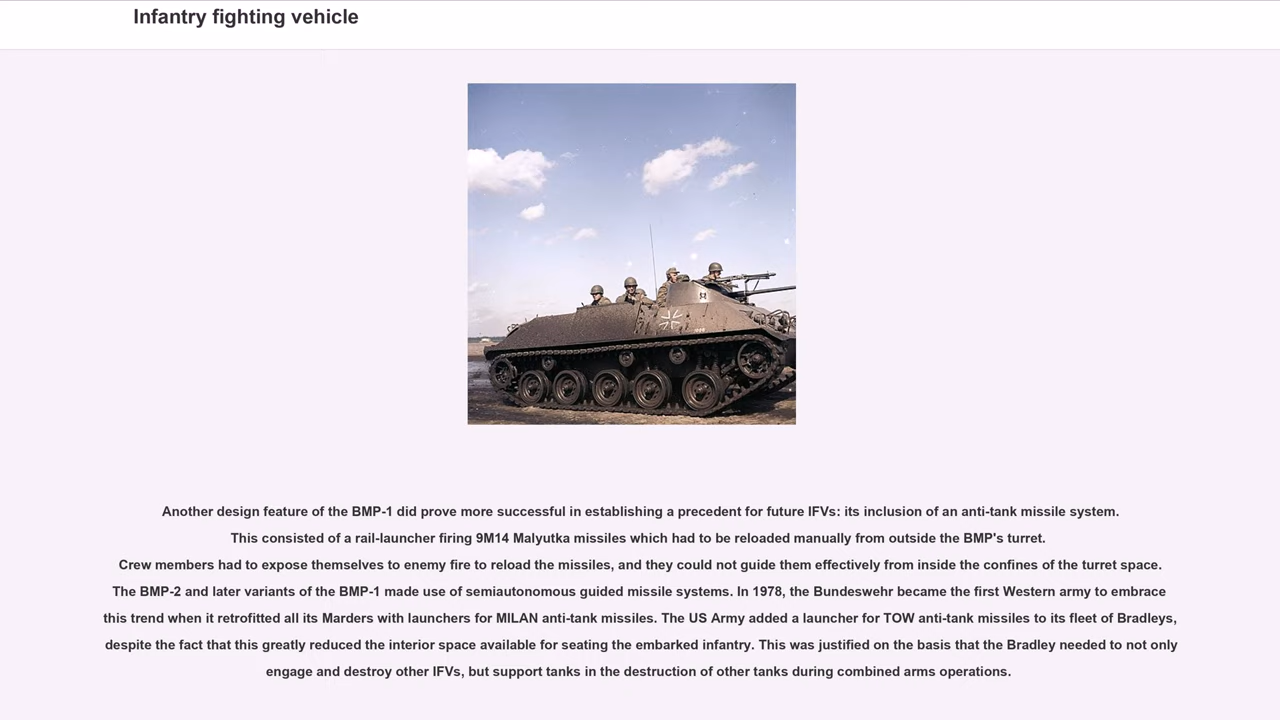 Infantry fighting vehicle
Another design feature of the BMP-1 did prove more successful in establishing a precedent for future IFVs: its inclusion of an anti-tank missile system.
This consisted of a rail-launcher firing 9M14 Malyutka missiles which had to be reloaded manually from outside the BMP's turret.
Crew members had to expose themselves to enemy fire to reload the missiles, and they could not guide them effectively from inside the confines of the turret space.
The BMP-2 and later variants of the BMP-1 made use of semiautonomous guided missile systems. In 1978, the Bundeswehr became the first Western army to embrace
this trend when it retrofitted all its Marders with launchers for MILAN anti-tank missiles. The US Army added a launcher for TOW anti-tank missiles to its fleet of Bradleys,
despite the fact that this greatly reduced the interior space available for seating the embarked infantry. This was justified on the basis that the Bradley needed to not only
engage and destroy other IFVs, but support tanks in the destruction of other tanks during combined arms operations.